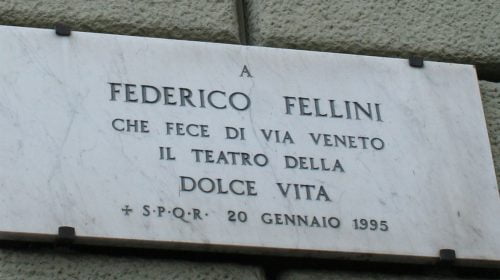 A
FEDERICO FELLINI
CHE FECE DI VIA VENETO
IL TEATRO DELLA
DOLCE VITA
+ S·P·Q·R· 20 GENNAIO 1995